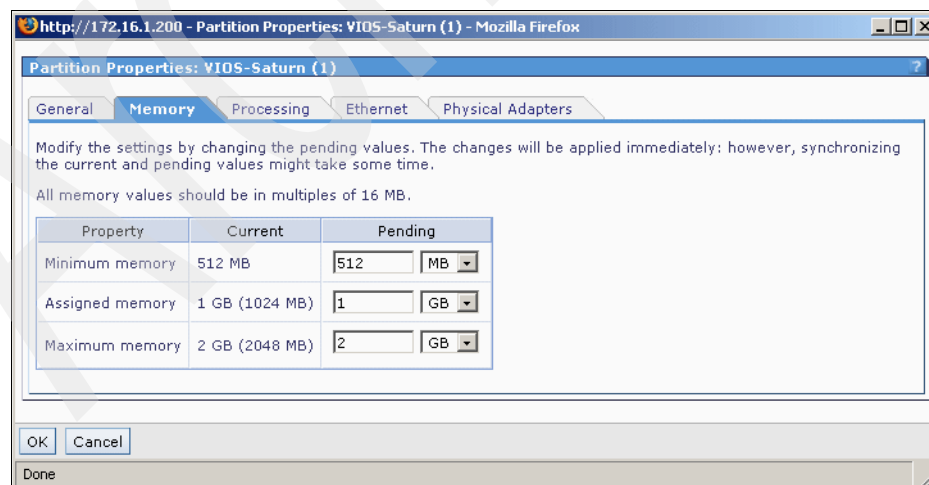 http://172.16.1.200 - Partition Properties: VIOS-Saturn (1) - Mozilla Firefox
Partition Properties: VIOS-Saturn (1)
?
General Memory Processing Ethernet Physical Adapters
Modify the settings by changing the pending values. The changes will be applied immediately: however, synchronizing
the current and pending values might take some time.
All memory values should be in multiples of 16 MB.
Property Current Pending
Minimum memory 512 MB 512 MB
Assigned memory 1 GB (1024 MB) 1 GB
Maximum memory 2 GB (2048 MB) 2 GB
OK Cancel
Done